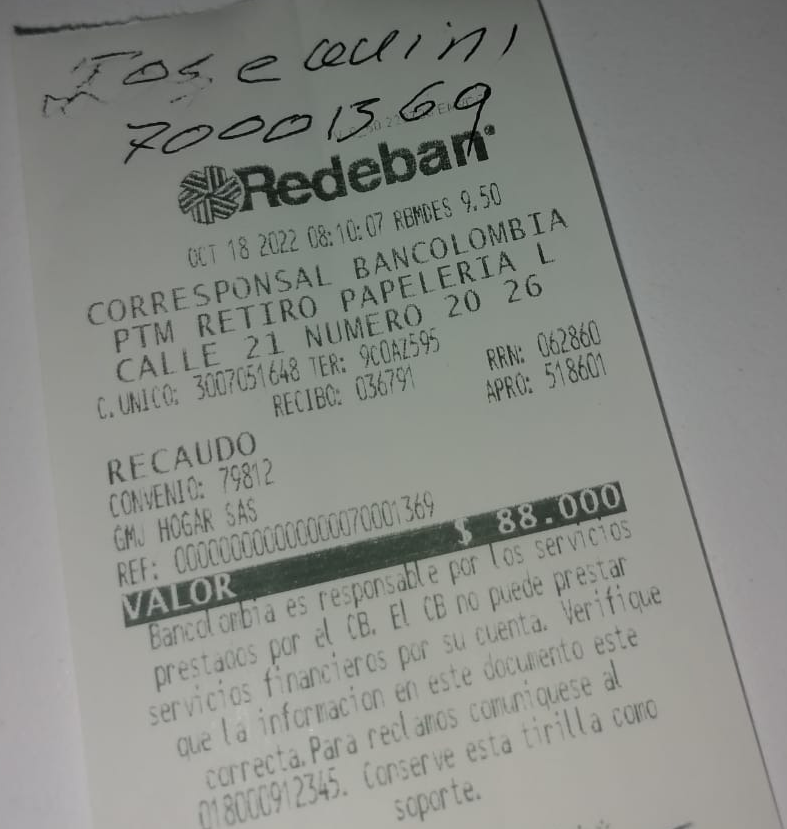 Jose
70001369
Redeban
OCT 18 2022 08:10:07 RBMDES 9.50
CORRESPONSAL BANCOLOMBIA
PTM RETIRO PAPELERIA L
CALLE 21 NUMERO 20 26
C.UNICO: 3007051648 TER: 9C0AZ595
RECIBO: 036791 RRN: 062860
APRO: 518601
RECAUDO
CONVENIO: 79812
GMJ HOGAR SAS
REF: 0000000000000000070001369
VALOR $ 88.000
Bancolombia es responsable por los servicios
prestados por el CB. El CB no puede prestar
servicios financieros por su cuenta. Verifique
que la informacion en este documento este
correcta.Para reclamos comuniquese al
018000912345. Conserve esta tirilla como
soporte.